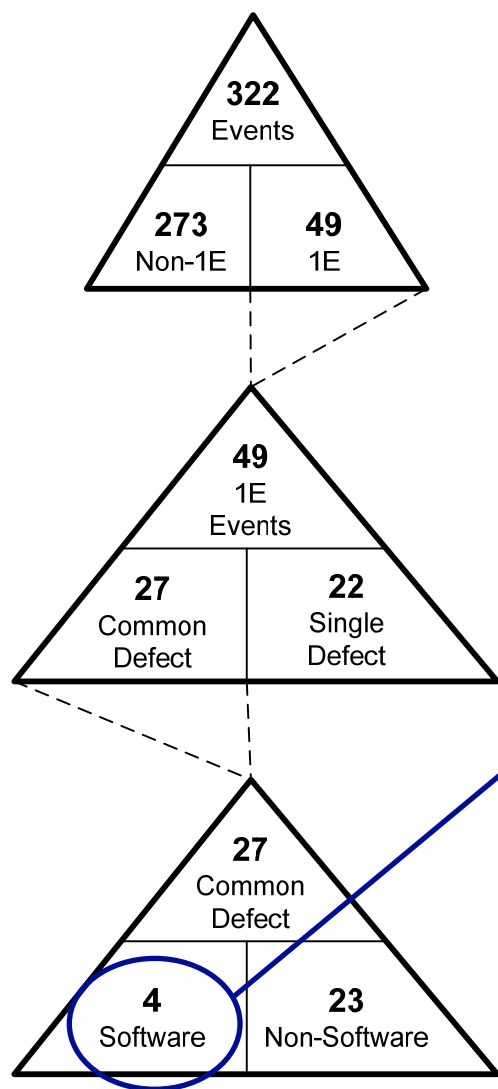 322
Events
273
Non-1E
49
1E
49
1E
Events
27
Common
Defect
22
Single
Defect
27
Common
Defect
4
Software
23
Non-Software